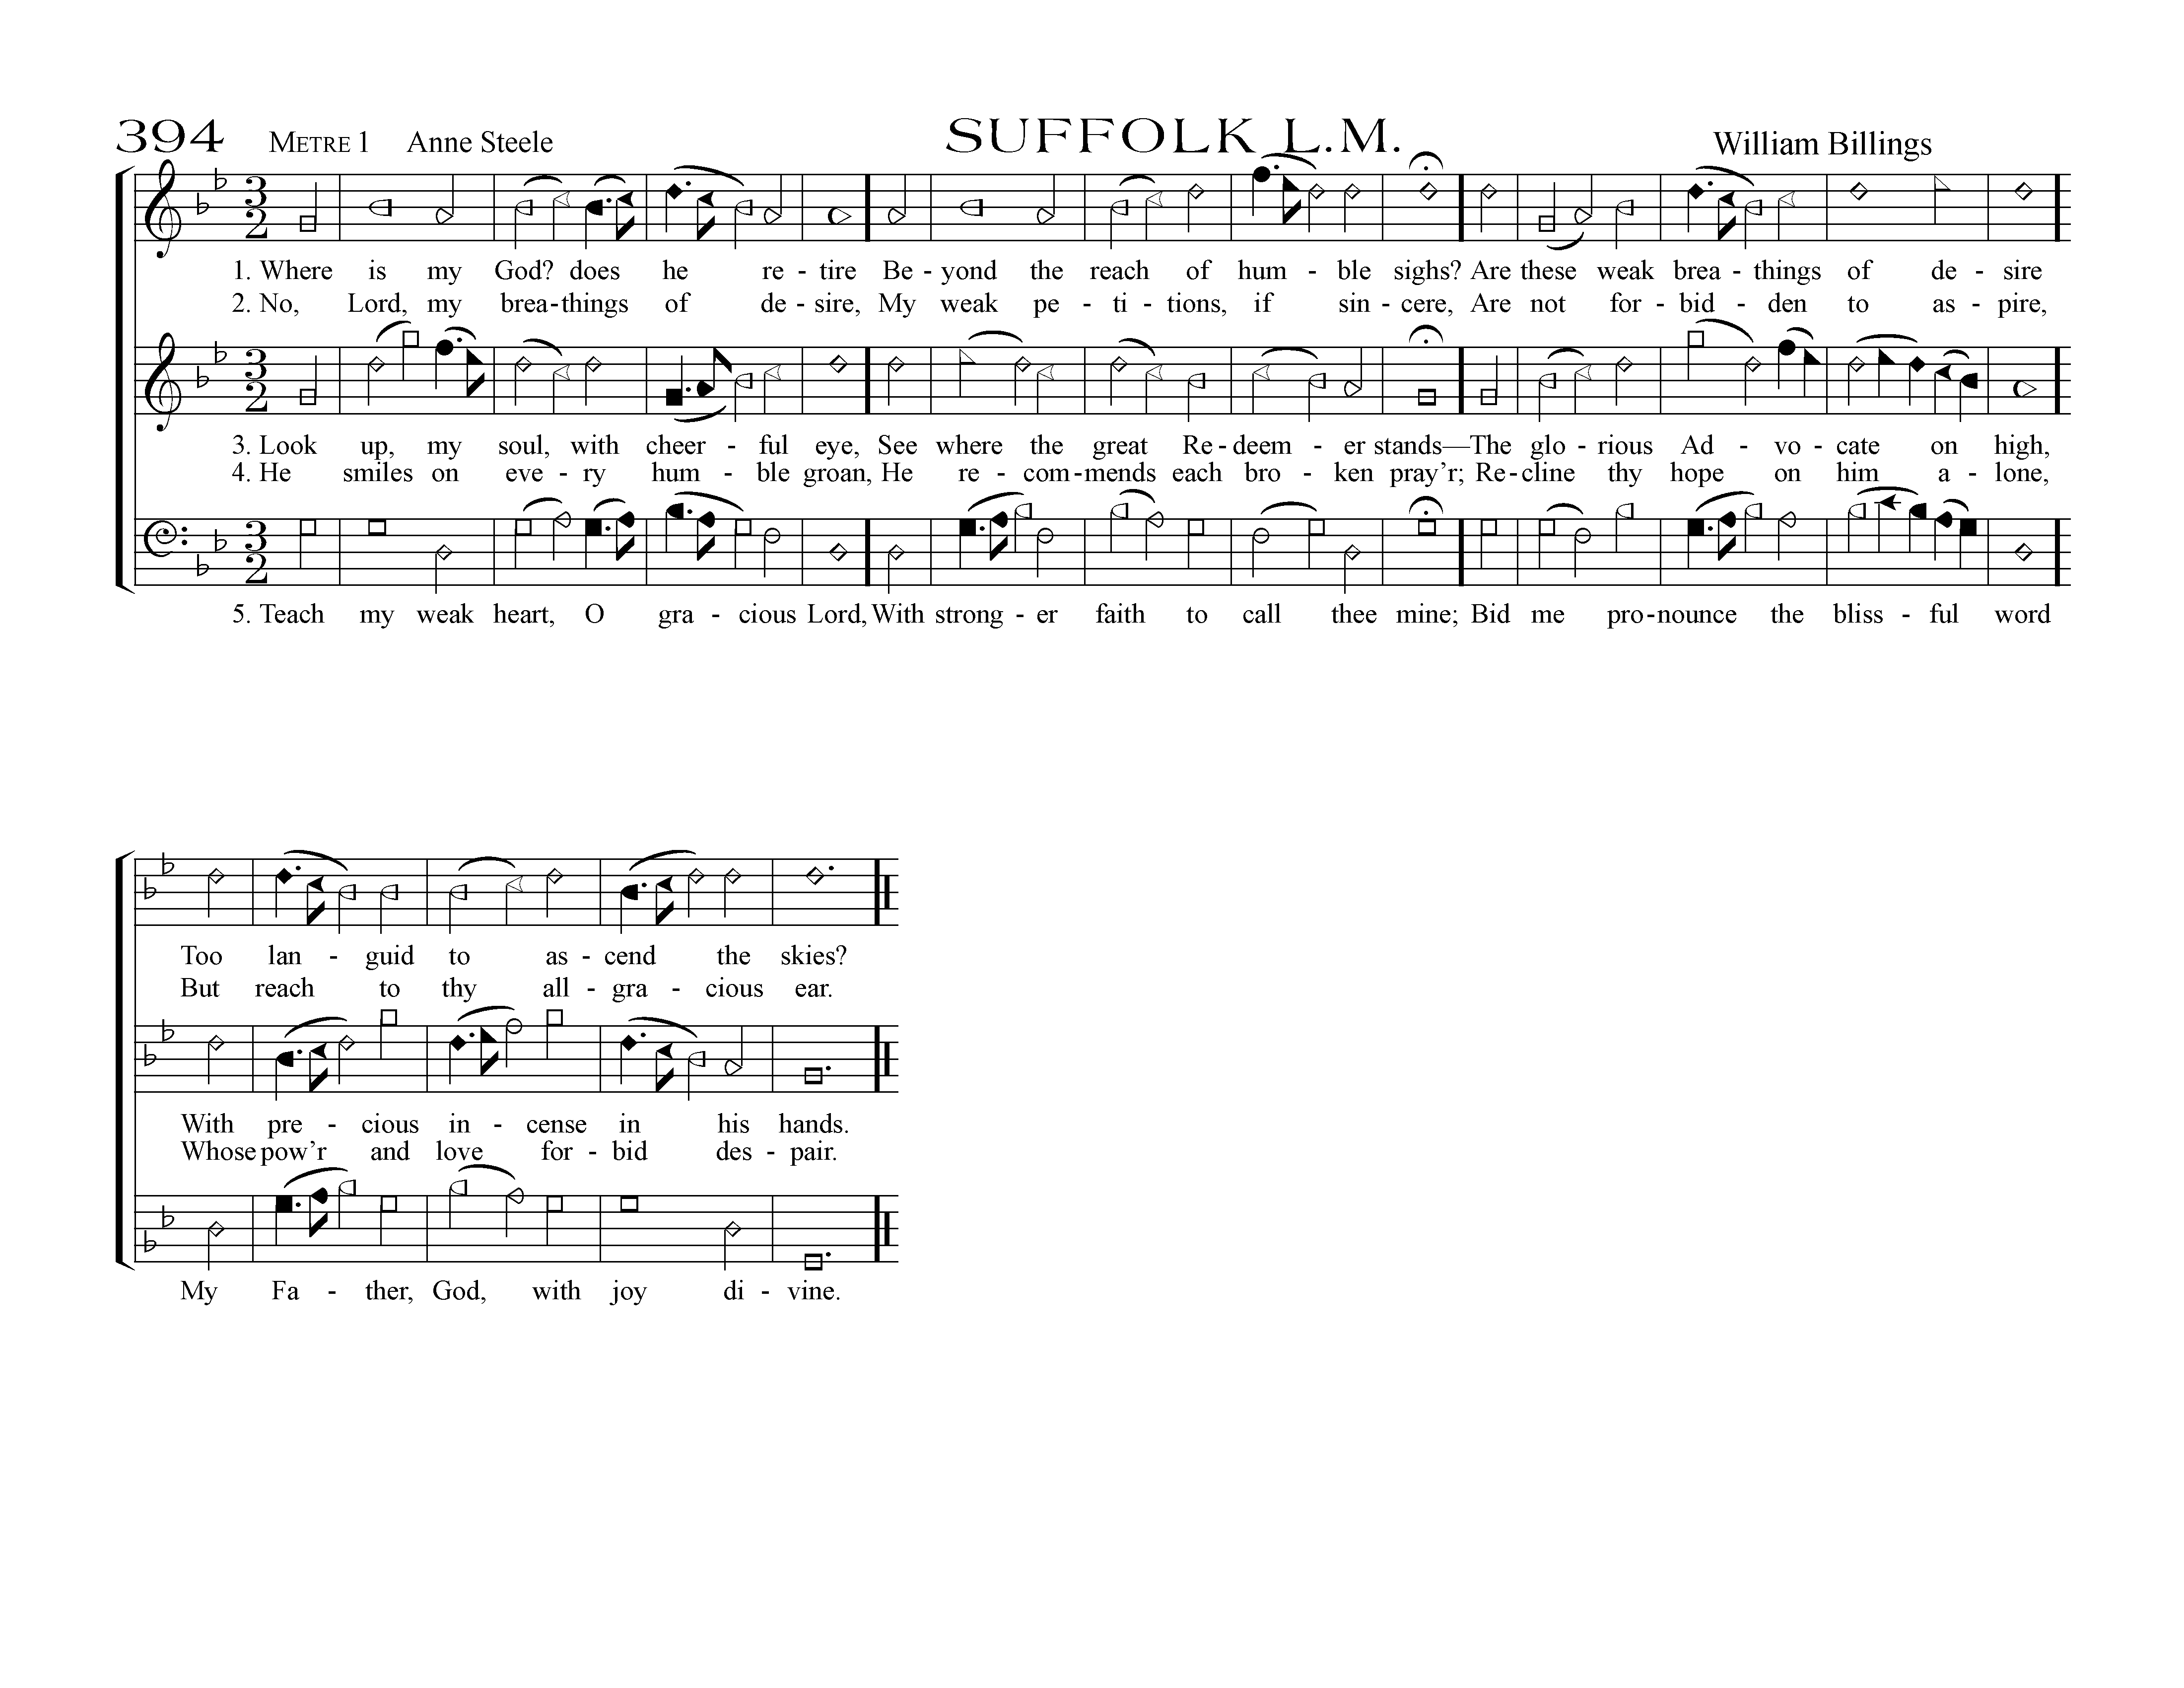 394 METRE 1 Anne Steele SUFFOLK L.M. William Billings
3
2
1. Where is my God? does he re - tire Be - yond the reach of hum - ble sighs? Are these weak brea - things of de - sire
2. No, Lord, my brea - things of de - sire, My weak pe - ti - tions, if sin - cere, Are not for - bid - den to as - pire,
3
2
3. Look up, my soul, with cheer - ful eye, See where the great Re - deem - er stands—The glo - rious Ad - vo - cate on high,
4. He smiles on eve - ry hum - ble groan, He re - com - mends each bro - ken pray’r; Re - cline thy hope on him a - lone,
3
2
5. Teach my weak heart, O gra - cious Lord, With strong - er faith to call thee mine; Bid me pro - nounce the bliss - ful word
Too lan - guid to as - cend the skies?
But reach to thy all - gra - cious ear.
With pre - cious in - cense in his hands.
Whose pow’r and love for - bid des - pair.
My Fa - ther, God, with joy di - vine.